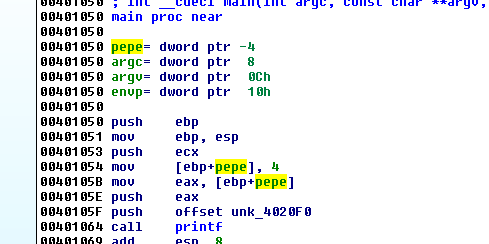 00401050 ; int __cdecl main(int argc, const char **argv,
00401050 main proc near
00401050
00401050 pepe= dword ptr -4
00401050 argc= dword ptr  8
00401050 argv= dword ptr  0Ch
00401050 envp= dword ptr  10h
00401050
00401050 push    ebp
00401051 mov     ebp, esp
00401053 push    ecx
00401054 mov     [ebp+pepe], 4
0040105B mov     eax, [ebp+pepe]
0040105E push    eax
0040105F push    offset unk_4020F0
00401064 call    printf
00401069 add     esp, 8